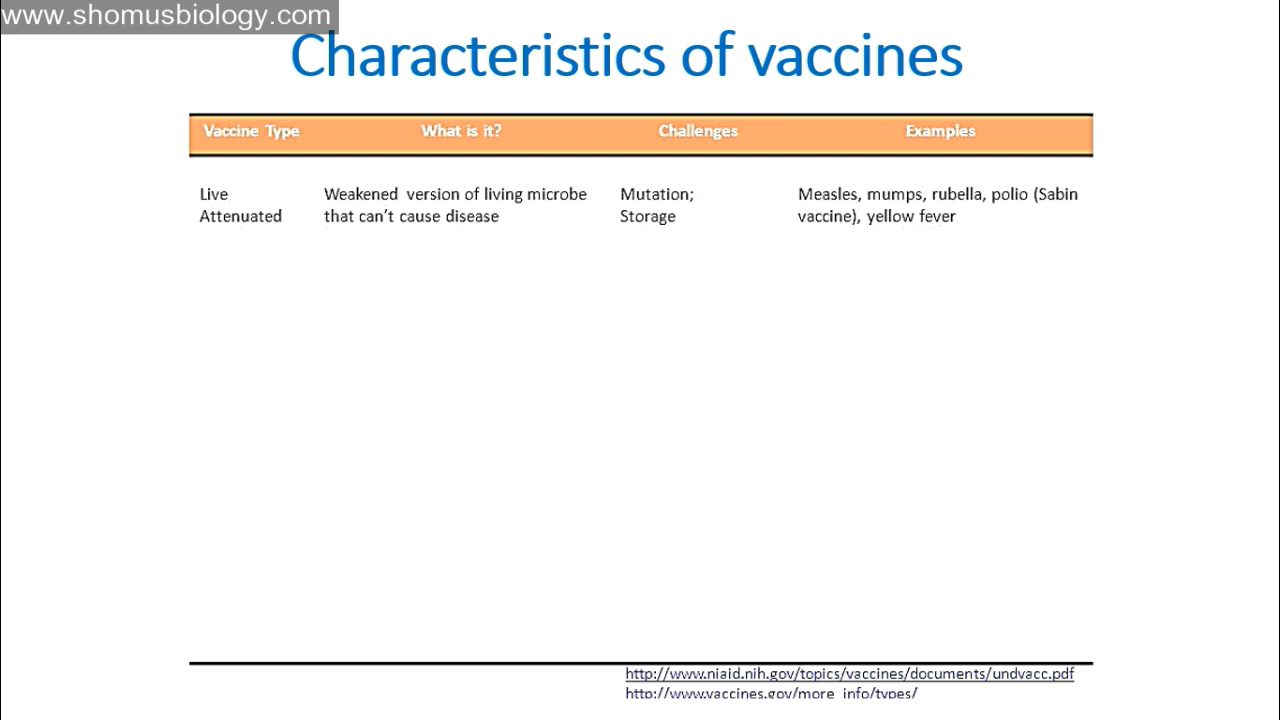 www.shomusbiology.com
Characteristics of vaccines
Vaccine Type What is it? Challenges Examples
Live Weakened version of living microbe Mutation; Measles, mumps, rubella, polio (Sabin
Attenuated that can't cause disease Storage vaccine), yellow fever
http://www.niaid.nih.gov/topics/vaccines/documents/undvacc.pdf
http://www.vaccines.gov/more_info/types/